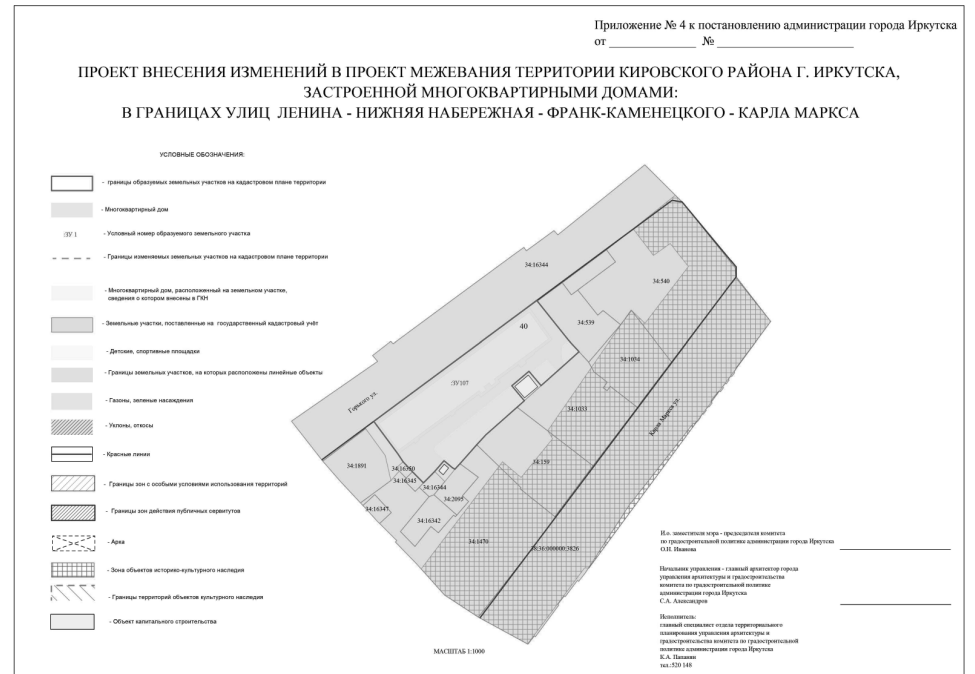 Приложение № 4 к постановлению администрации города Иркутска
от ______________ № ______________________
ПРОЕКТ ВНЕСЕНИЯ ИЗМЕНЕНИЙ В ПРОЕКТ МЕЖЕВАНИЯ ТЕРРИТОРИИ КИРОВСКОГО РАЙОНА Г. ИРКУТСКА,
ЗАСТРОЕННОЙ МНОГОКВАРТИРНЫМИ ДОМАМИ:
В ГРАНИЦАХ УЛИЦ ЛЕНИНА - НИЖНЯЯ НАБЕРЕЖНАЯ - ФРАНК-КАМЕНЕЦКОГО - КАРЛА МАРКСА
УСЛОВНЫЕ ОБОЗНАЧЕНИЯ:
- границы образуемых земельных участков на кадастровом плане территории
- Многоквартирный дом
:ЗУ 1 - Условный номер образуемого земельного участка
- Границы изменяемых земельных участков на кадастровом плане территории
- Многоквартирный дом, расположенный на земельном участке,
сведения о котором внесены в ГКН
- Земельные участки, поставленные на государственный кадастровый учёт
- Детские, спортивные площадки
- Границы земельных участков, на которых расположены линейные объекты
- Газоны, зеленые насаждения
- Уклоны, откосы
- Красные линии
- Границы зон с особыми условиями использования территорий
- Границы зон действия публичных сервитутов
- Арка
- Зона объектов историко-культурного наследия
- Границы территорий объектов культурного наследия
- Объект капитального строительства
34:16344
34:540
34:539
40
34:1034
:ЗУ107
Горького ул.
34:1033
Карла Маркса ул.
34:1891
34:16350
34:159
34:16345
34:16344
34:2095
34:16347
34:16342
34:1470
38:36:000000:3826
МАСШТАБ 1:1000
И.о. заместителя мэра - председателя комитета
по градостроительной политике администрации города Иркутска
О.Н. Иванова
Начальник управления - главный архитектор города
управления архитектуры и градостроительства
комитета по градостроительной политике
администрации города Иркутска
С.А. Александров
Исполнитель:
главный специалист отдела территориального
планирования управления архитектуры и
градостроительства комитета по градостроительной
политике администрации города Иркутска
К.А. Папанян
тел.:520 148